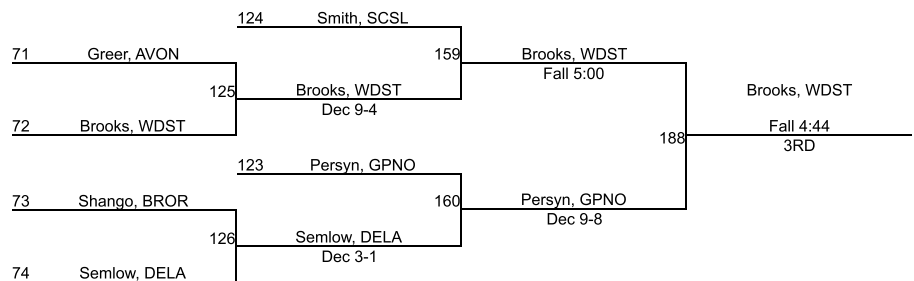 124 Smith, SCSL
71 Greer, AVON
159 Brooks, WDST
Fall 5:00
125 Brooks, WDST
Dec 9-4
Brooks, WDST
72 Brooks, WDST
188 Fall 4:44
3RD
123 Persyn, GPNO
73 Shango, BROR
160 Persyn, GPNO
Dec 9-8
126 Semlow, DELA
Dec 3-1
74 Semlow, DELA